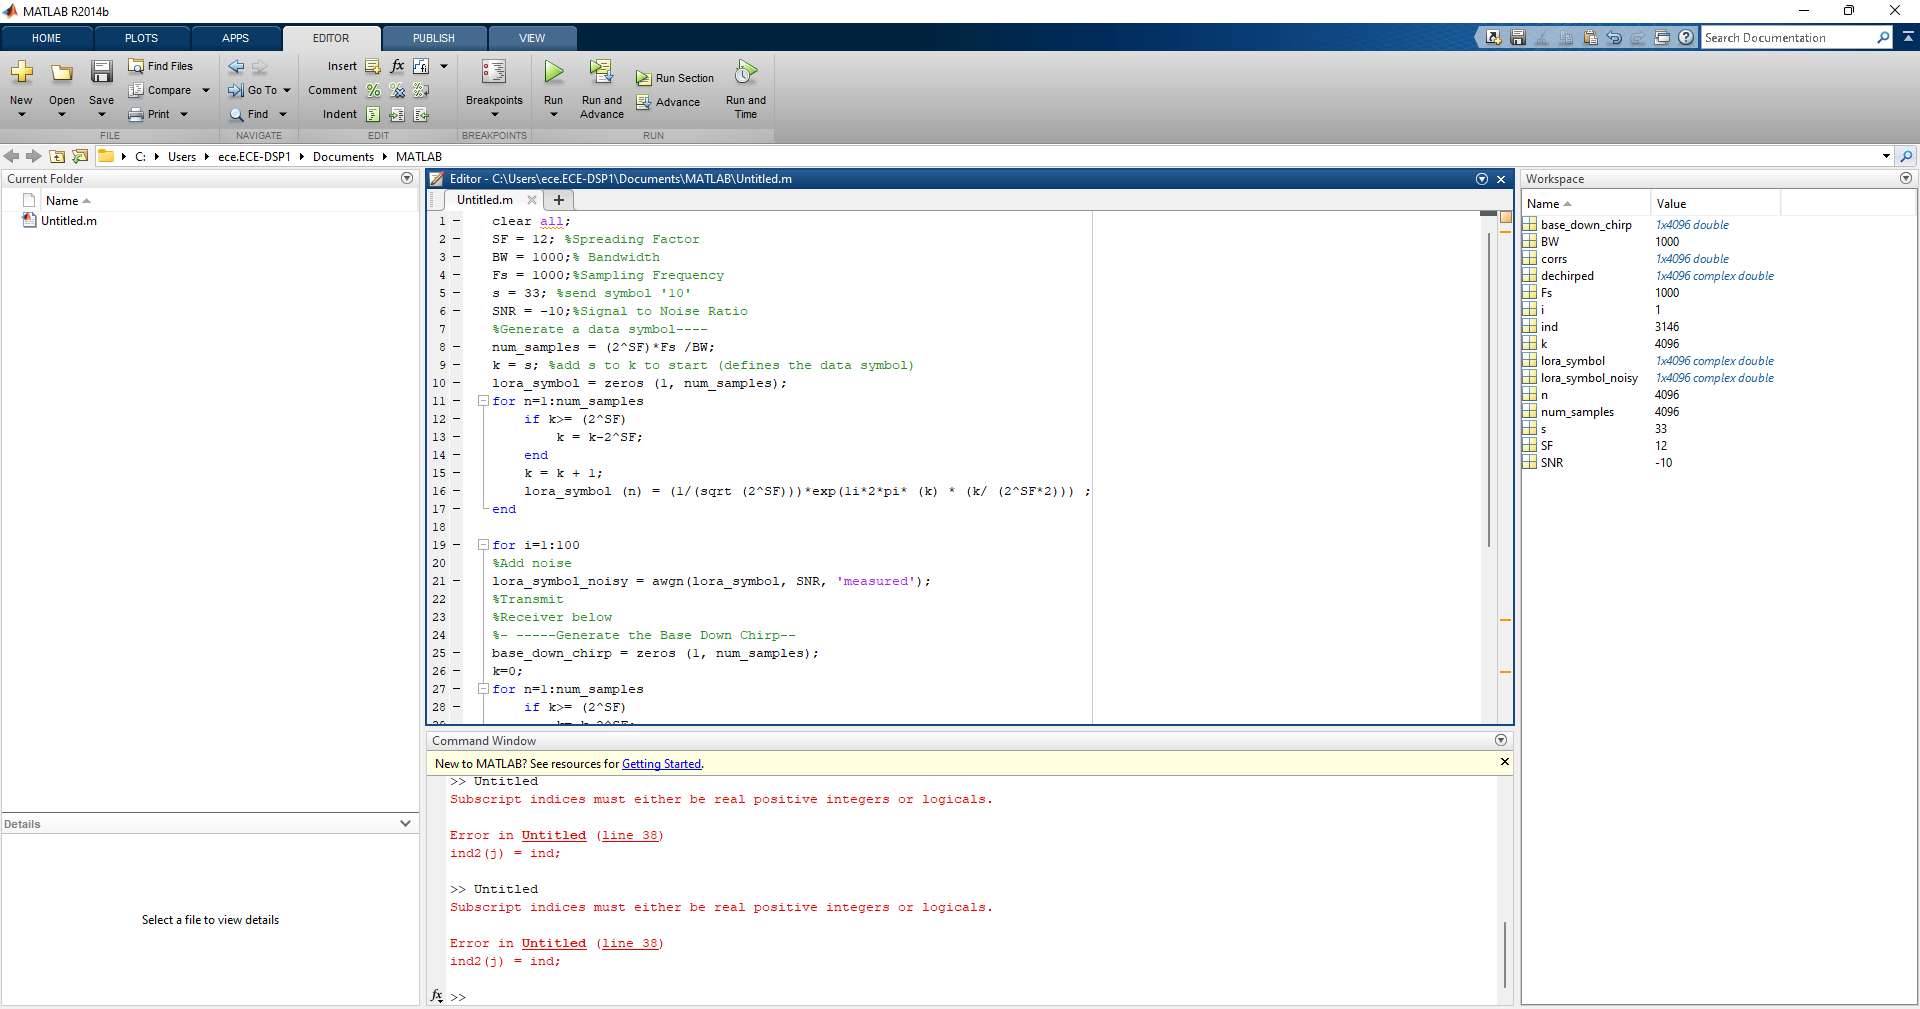 MATLAB R2014b
HOME PLOTS APPS EDITOR PUBLISH VIEW
Search Documentation
New Open Save
Find Files
Compare
Print
FILE
Go To
Find
NAVIGATE
Insert fx
Comment
Indent
EDIT
Breakpoints
BREAKPOINTS
Run
Run and Advance
Run Section
Advance
Run and Time
RUN
C: Users ece.ECE-DSP1 Documents MATLAB
Current Folder
Name
Untitled.m
Details
Select a file to view details
Editor - C:\Users\ece.ECE-DSP1\Documents\MATLAB\Untitled.m
Untitled.m
1 clear all;
2 SF = 12; %Spreading Factor
3 BW = 1000;% Bandwidth
4 Fs = 1000;%Sampling Frequency
5 s = 33; %send symbol '10'
6 SNR = -10;%Signal to Noise Ratio
7 %Generate a data symbol----
8 num_samples = (2^SF)*Fs /BW;
9 k = s; %add s to k to start (defines the data symbol)
10 lora_symbol = zeros (1, num_samples);
11 for n=1:num_samples
12 if k>= (2^SF)
13 k = k-2^SF;
14 end
15 k = k + 1;
16 lora_symbol (n) = (1/(sqrt (2^SF)))*exp(1i*2*pi* (k) * (k/ (2^SF*2))) ;
17 end
18
19 for i=1:100
20 %Add noise
21 lora_symbol_noisy = awgn(lora_symbol, SNR, 'measured');
22 %Transmit
23 %Receiver below
24 %- -----Generate the Base Down Chirp--
25 base_down_chirp = zeros (1, num_samples);
26 k=0;
27 for n=1:num_samples
28 if k>= (2^SF)
Command Window
New to MATLAB? See resources for Getting Started.
>> Untitled
Subscript indices must either be real positive integers or logicals.
Error in Untitled (line 38)
ind2(j) = ind;
>> Untitled
Subscript indices must either be real positive integers or logicals.
Error in Untitled (line 38)
ind2(j) = ind;
fx >>
Workspace
Name Value
base_down_chirp 1x4096 double
BW 1000
corrs 1x4096 double
dechirped 1x4096 complex double
Fs 1000
i 1
ind 3146
k 4096
lora_symbol 1x4096 complex double
lora_symbol_noisy 1x4096 complex double
n 4096
num_samples 4096
s 33
SF 12
SNR -10